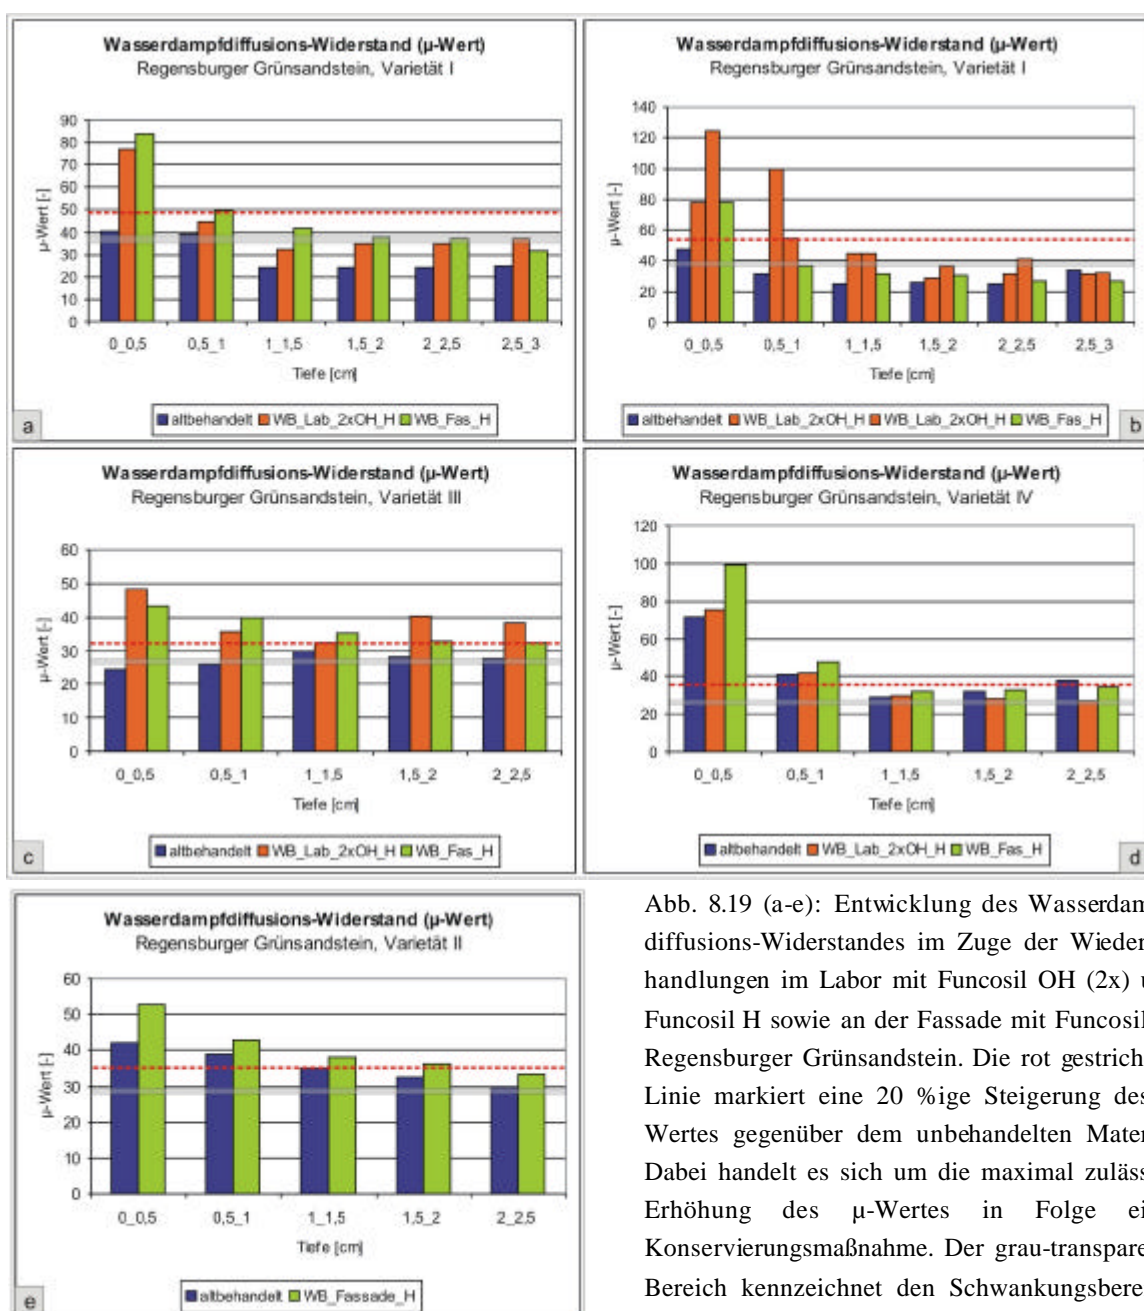 Wasserdampfdiffusions-Widerstand (µ-Wert)
Regensburger Grünsandstein, Varietät I
µ-Wert [-]
90
80
70
60
50
40
30
20
10
0
0_0,5 0,5_1 1_1,5 1,5_2 2_2,5 2,5_3
Tiefe [cm]
altbehandelt WB_Lab_2xOH_H WB_Fas_H
a
Wasserdampfdiffusions-Widerstand (µ-Wert)
Regensburger Grünsandstein, Varietät I
µ-Wert [-]
140
120
100
80
60
40
20
0
0_0,5 0,5_1 1_1,5 1,5_2 2_2,5 2,5_3
Tiefe [cm]
altbehandelt WB_Lab_2xOH_H WB_Lab_2xOH_H WB_Fas_H
b
Wasserdampfdiffusions-Widerstand (µ-Wert)
Regensburger Grünsandstein, Varietät III
µ-Wert [-]
60
50
40
30
20
10
0
0_0,5 0,5_1 1_1,5 1,5_2 2_2,5
Tiefe [cm]
altbehandelt WB_Lab_2xOH_H WB_Fas_H
c
Wasserdampfdiffusions-Widerstand (µ-Wert)
Regensburger Grünsandstein, Varietät IV
µ-Wert [-]
120
100
80
60
40
20
0
0_0,5 0,5_1 1_1,5 1,5_2 2_2,5
Tiefe [cm]
altbehandelt WB_Lab_2xOH_H WB_Fas_H
d
Wasserdampfdiffusions-Widerstand (µ-Wert)
Regensburger Grünsandstein, Varietät II
µ-Wert [-]
60
50
40
30
20
10
0
0_0,5 0,5_1 1_1,5 1,5_2 2_2,5
Tiefe [cm]
altbehandelt WB_Fassade_H
e
Abb. 8.19 (a-e): Entwicklung des Wasserdam
diffusions-Widerstandes im Zuge der Wieder
handlungen im Labor mit Funcosil OH (2x) u
Funcosil H sowie an der Fassade mit Funcosil
Regensburger Grünsandstein. Die rot gestrich
Linie markiert eine 20 %ige Steigerung des
Wertes gegenüber dem unbehandelten Mater
Dabei handelt es sich um die maximal zuläss
Erhöhung des µ-Wertes in Folge ei
Konservierungsmaßnahme. Der grau-transpare
Bereich kennzeichnet den Schwankungsbere